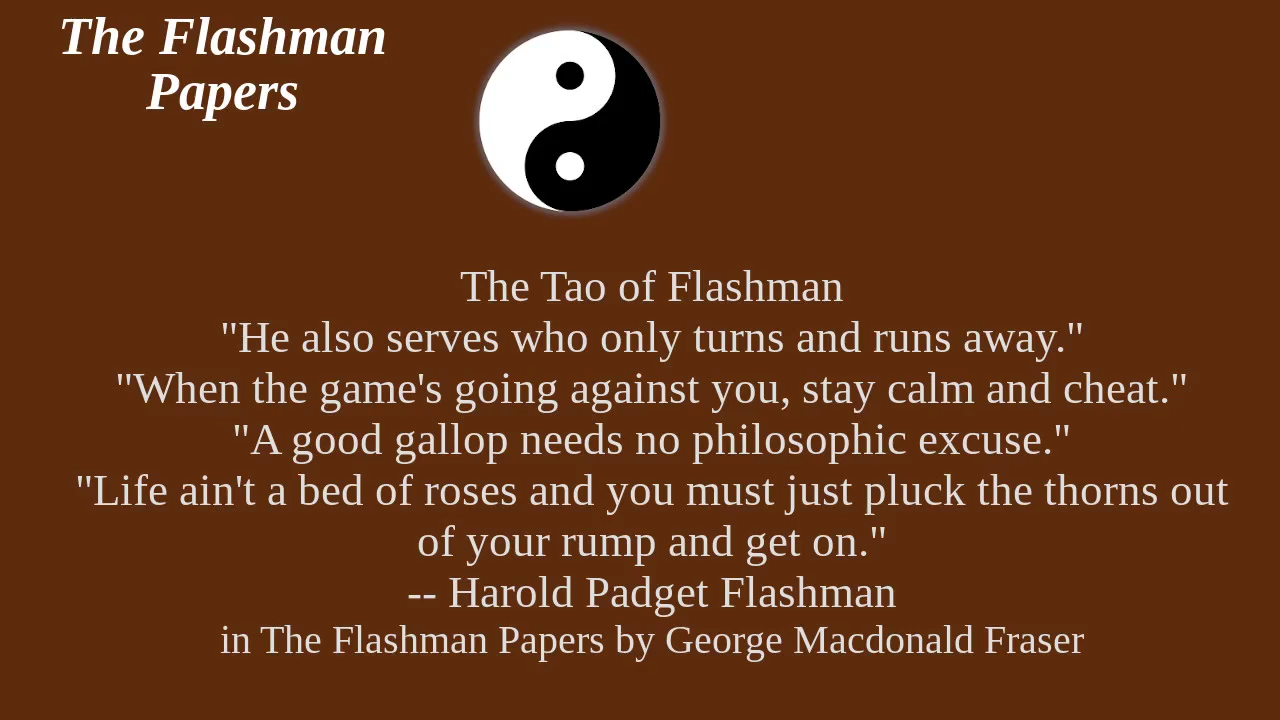 The Flashman
Papers
The Tao of Flashman
"He also serves who only turns and runs away."
"When the game's going against you, stay calm and cheat."
"A good gallop needs no philosophic excuse."
"Life ain't a bed of roses and you must just pluck the thorns out
of your rump and get on."
-- Harold Padget Flashman
in The Flashman Papers by George Macdonald Fraser